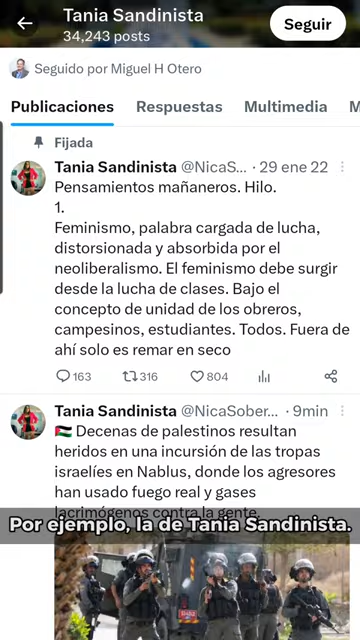 Tania Sandinista
34,243 posts
Seguir
Seguido por Miguel H Otero
Publicaciones Respuestas Multimedia M
Fijada
Tania Sandinista @NicaS... · 29 ene 22
Pensamientos mañaneros. Hilo.
1.
Feminismo, palabra cargada de lucha,
distorsionada y absorbida por el
neoliberalismo. El feminismo debe surgir
desde la lucha de clases. Bajo el
concepto de unidad de los obreros,
campesinos, estudiantes. Todos. Fuera de
ahí solo es remar en seco
163 316 804
Tania Sandinista @NicaSober... · 9min
🇵🇸 Decenas de palestinos resultan
heridos en una incursión de las tropas
israelíes en Nablus, donde los agresores
han usado fuego real y gases
lacrimógenos contra la gente.
Por ejemplo, la de Tania Sandinista.